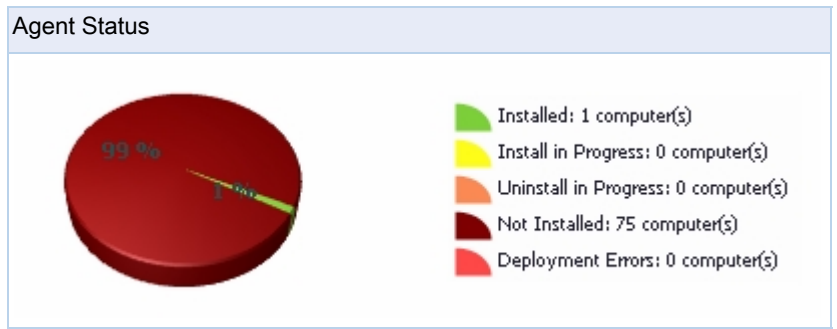 Agent Status
99 %
1 %
Installed: 1 computer(s)
Install in Progress: 0 computer(s)
Uninstall in Progress: 0 computer(s)
Not Installed: 75 computer(s)
Deployment Errors: 0 computer(s)